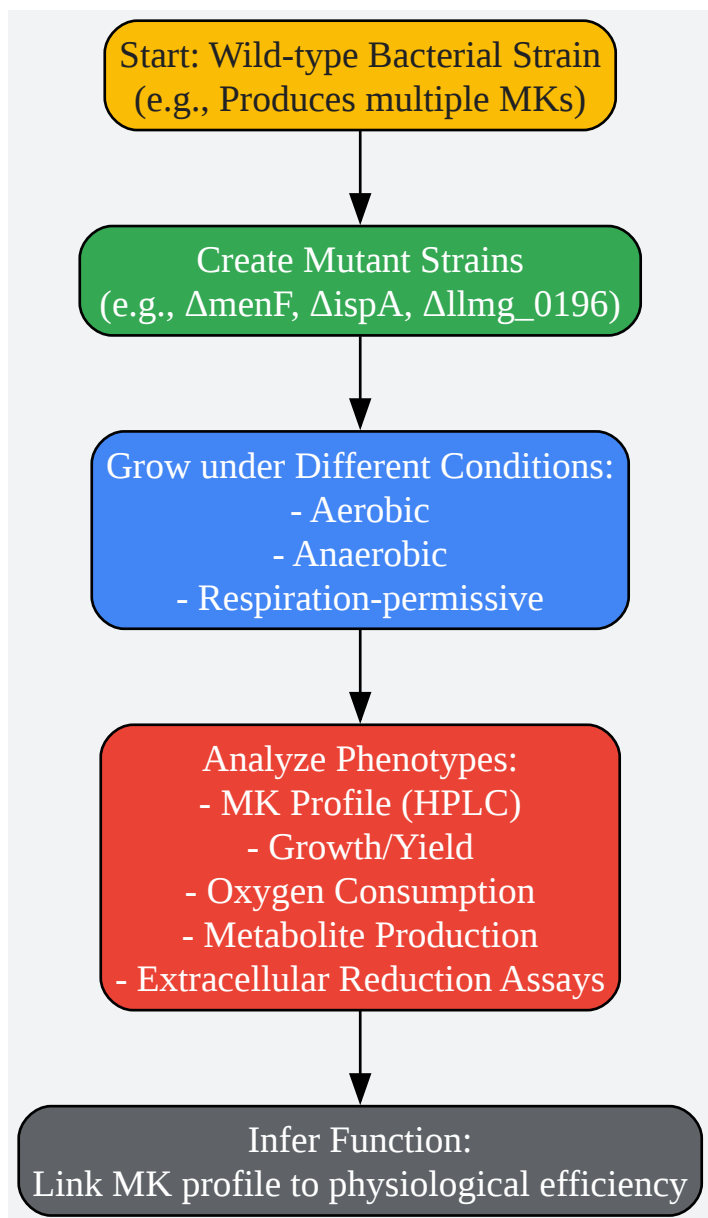 Start: Wild-type Bacterial Strain
(e.g., Produces multiple MKs)
Create Mutant Strains
(e.g., ΔmenF, ΔispA, Δllmg_0196)
Grow under Different Conditions:
- Aerobic
- Anaerobic
- Respiration-permissive
Analyze Phenotypes:
- MK Profile (HPLC)
- Growth/Yield
- Oxygen Consumption
- Metabolite Production
- Extracellular Reduction Assays
Infer Function:
Link MK profile to physiological efficiency